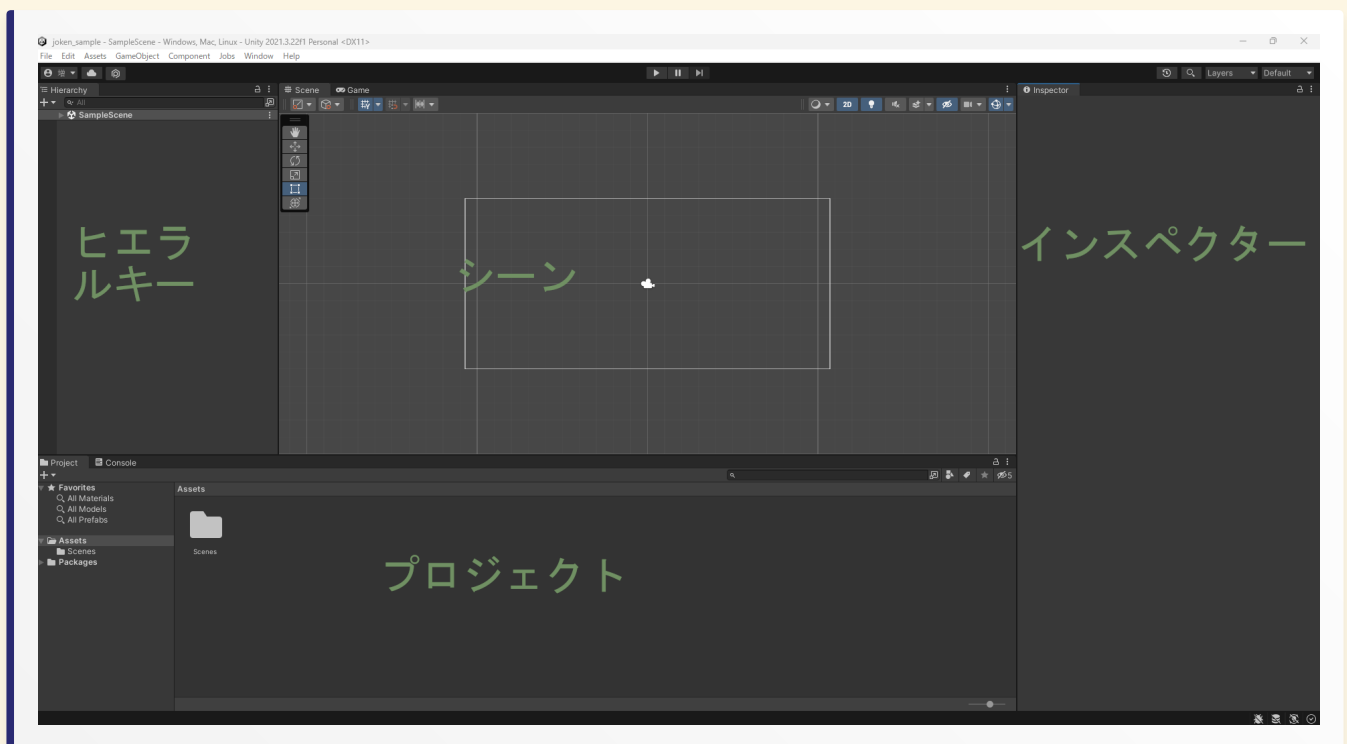 joken_sample - SampleScene - Windows, Mac, Linux - Unity 2021.3.22f1 Personal <DX11>
File Edit Assets GameObject Component Jobs Window Help
Layers Default
Hierarchy
Scene Game
Inspector
All
2D
SampleScene
ヒエラ
ルキー
シーン
インスペクター
Project Console
5
Favorites
All Materials
All Models
All Prefabs
Assets
Scenes
Packages
Assets
Scenes
プロジェクト